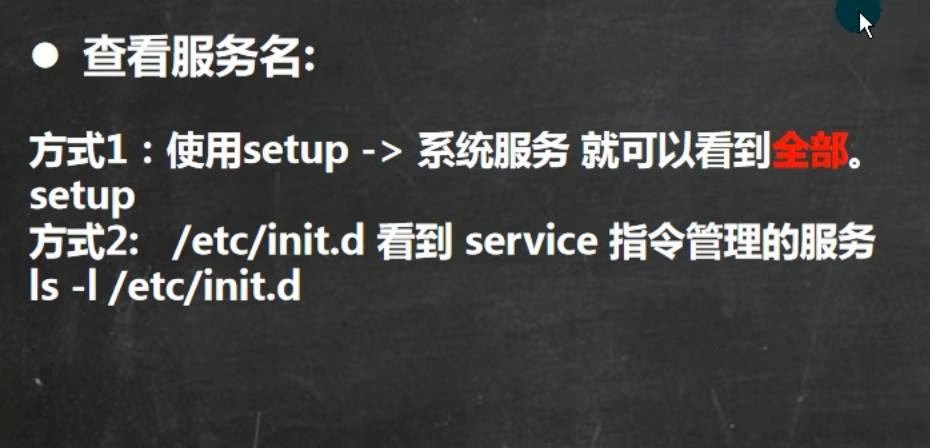 ● 查看服务名:
方式1：使用setup -> 系统服务 就可以看到全部。
setup
方式2: /etc/init.d 看到 service 指令管理的服务
ls -l /etc/init.d